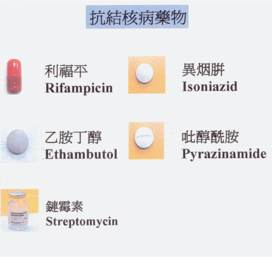 抗結核病藥物
利福平
Rifampicin
異烟肼
Isoniazid
乙胺丁醇
Ethambutol
吡醇酰胺
Pyrazinamide
鏈霉素
Streptomycin